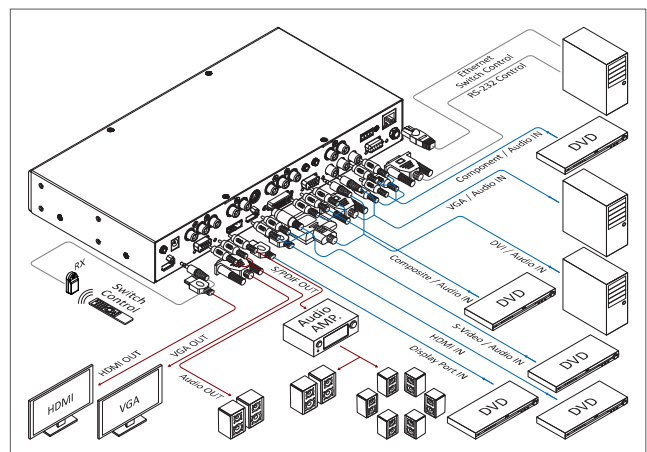 Ethernet
Switch Control
RS-232 Control
DVD
Component / Audio IN
VGA / Audio IN
DVI / Audio IN
Composite / Audio IN
DVD
S-Video / Audio IN
HDMI IN
Display Port IN
DVD
DVD
DVD
RX
Switch
Control
S/PDIF OUT
Audio
AMP.
HDMI OUT
VGA OUT
Audio OUT
HDMI
VGA